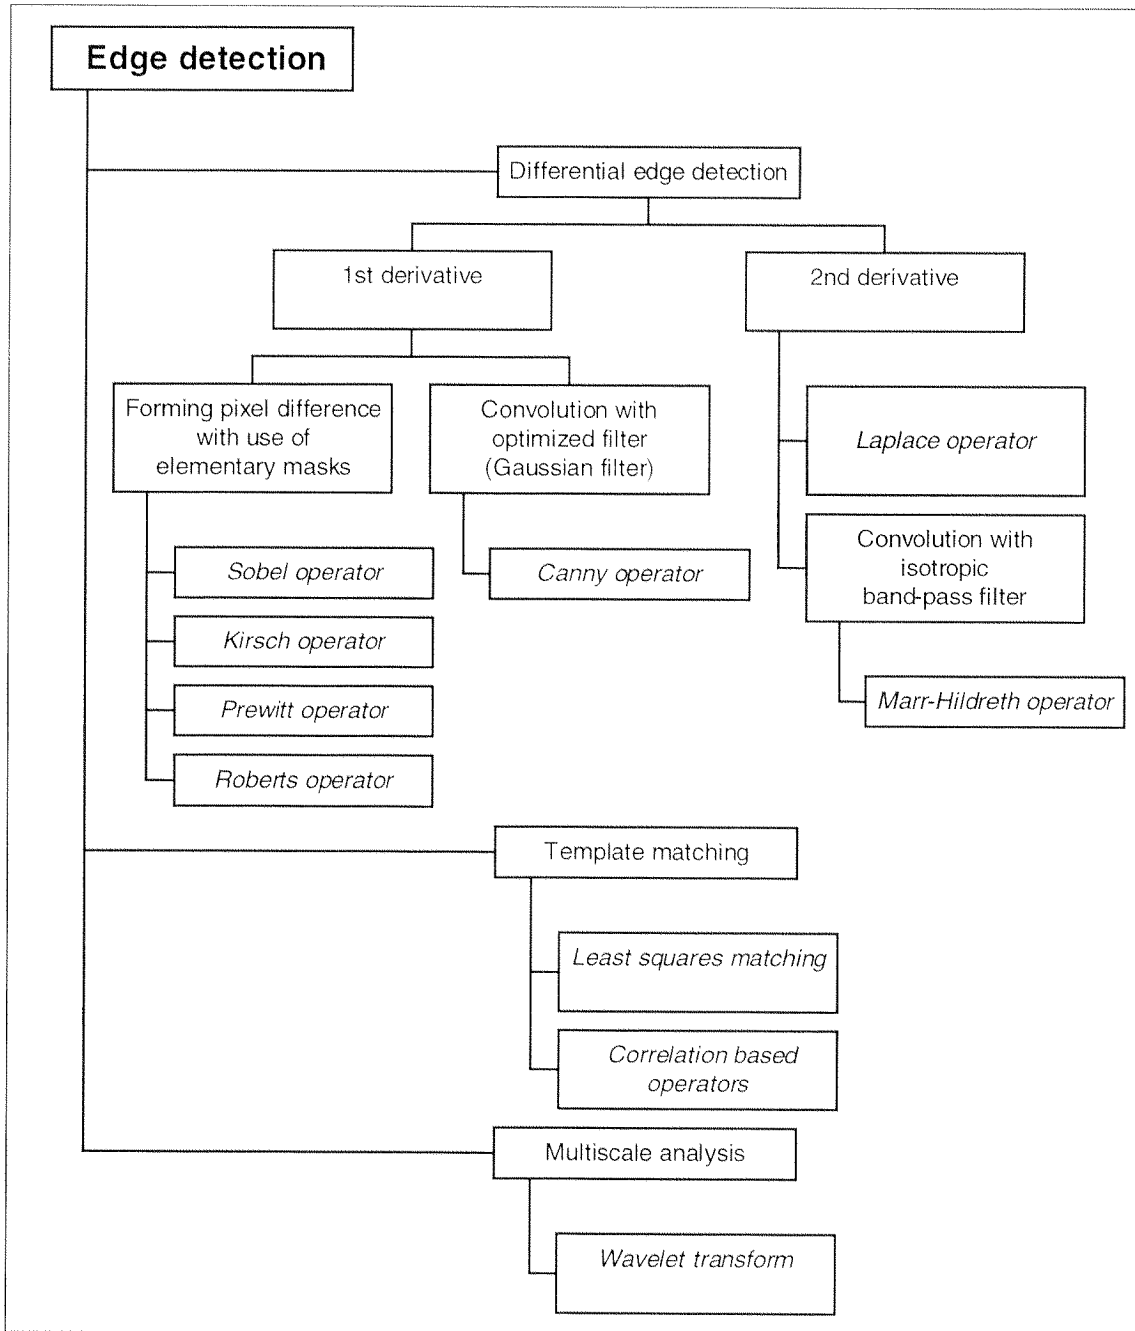 Edge detection
Differential edge detection
1st derivative
2nd derivative
Forming pixel difference
with use of
elementary masks
Convolution with
optimized filter
(Gaussian filter)
Laplace operator
Convolution with
isotropic
band-pass filter
Sobel operator
Canny operator
Kirsch operator
Marr-Hildreth operator
Prewitt operator
Roberts operator
Template matching
Least squares matching
Correlation based
operators
Multiscale analysis
Wavelet transform